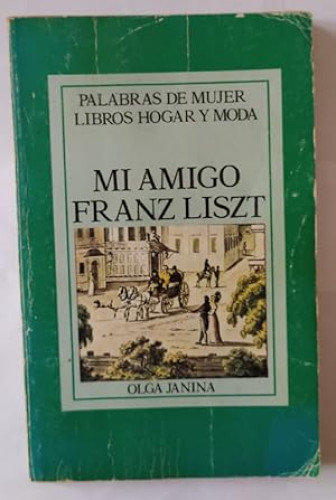 PALABRAS DE MUJER
LIBROS HOGAR Y MODA
MI AMIGO
FRANZ LISZT
OLGA JANINA